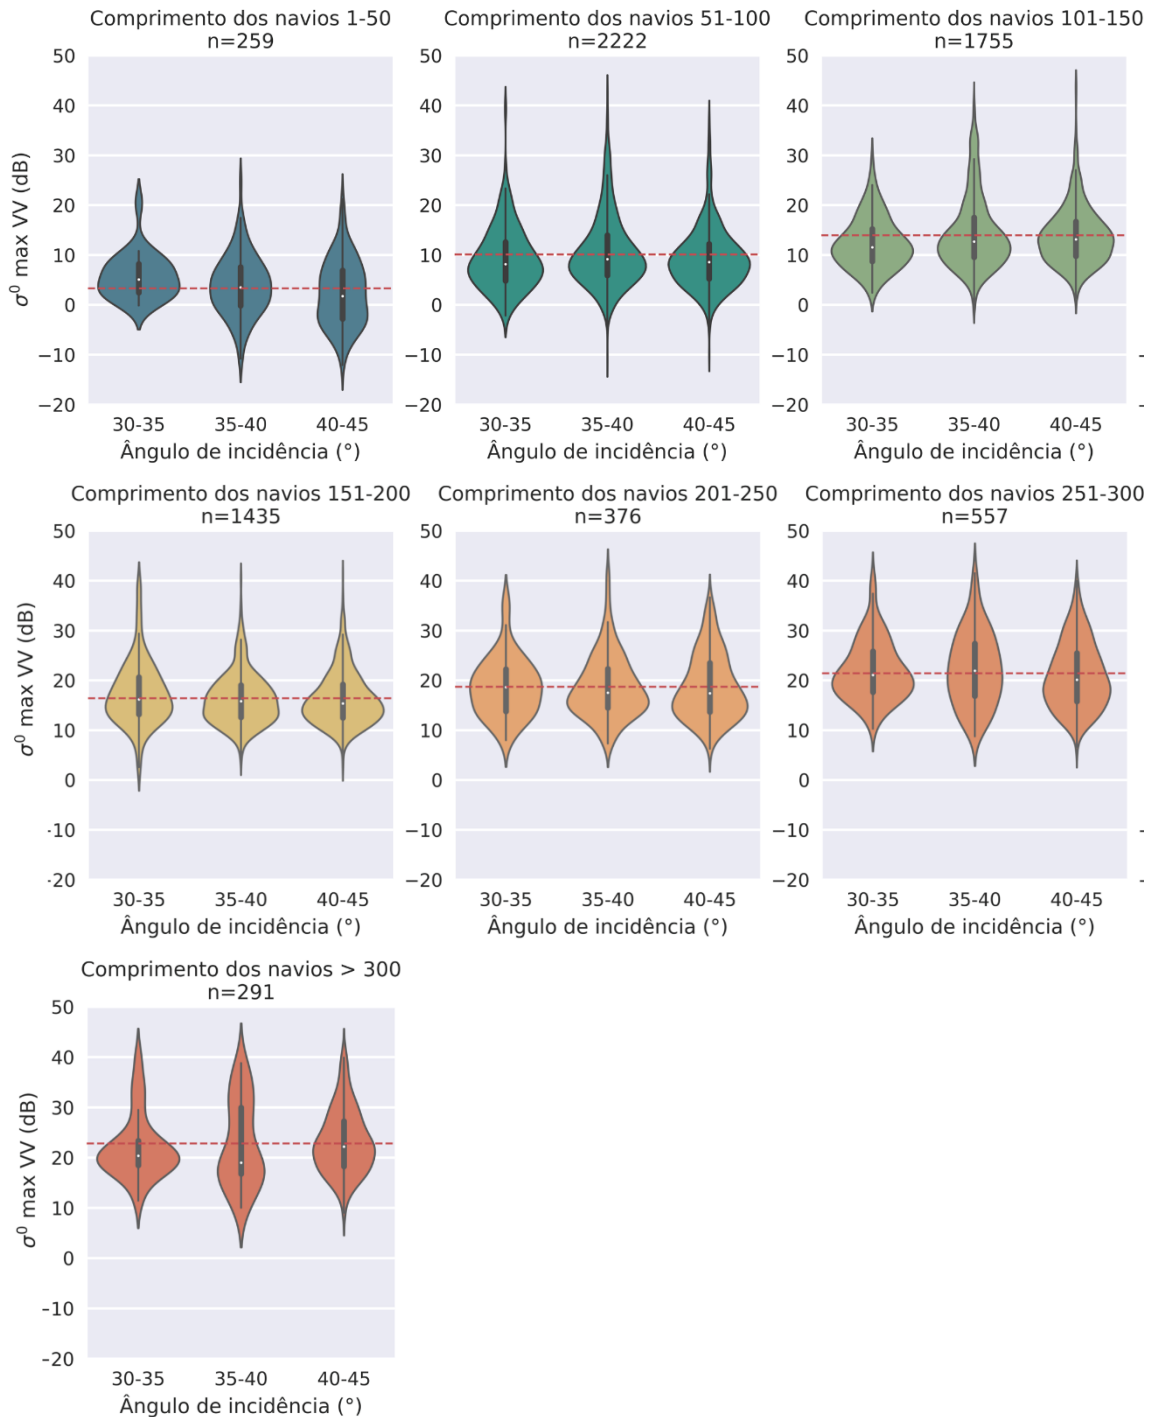 Comprimento dos navios 1-50
n=259
Comprimento dos navios 51-100
n=2222
Comprimento dos navios 101-150
n=1755
σ⁰ max VV (dB)
50
40
30
20
10
0
−10
−20
50
40
30
20
10
0
−10
−20
50
40
30
20
10
0
−10
−20
30-35 35-40 40-45
30-35 35-40 40-45
30-35 35-40 40-45
Ângulo de incidência (°)
Ângulo de incidência (°)
Ângulo de incidência (°)
Comprimento dos navios 151-200
n=1435
Comprimento dos navios 201-250
n=376
Comprimento dos navios 251-300
n=557
σ⁰ max VV (dB)
50
40
30
20
10
0
-10
-20
50
40
30
20
10
0
−10
−20
50
40
30
20
10
0
−10
−20
30-35 35-40 40-45
30-35 35-40 40-45
30-35 35-40 40-45
Ângulo de incidência (°)
Ângulo de incidência (°)
Ângulo de incidência (°)
Comprimento dos navios > 300
n=291
σ⁰ max VV (dB)
50
40
30
20
10
0
−10
−20
30-35 35-40 40-45
Ângulo de incidência (°)